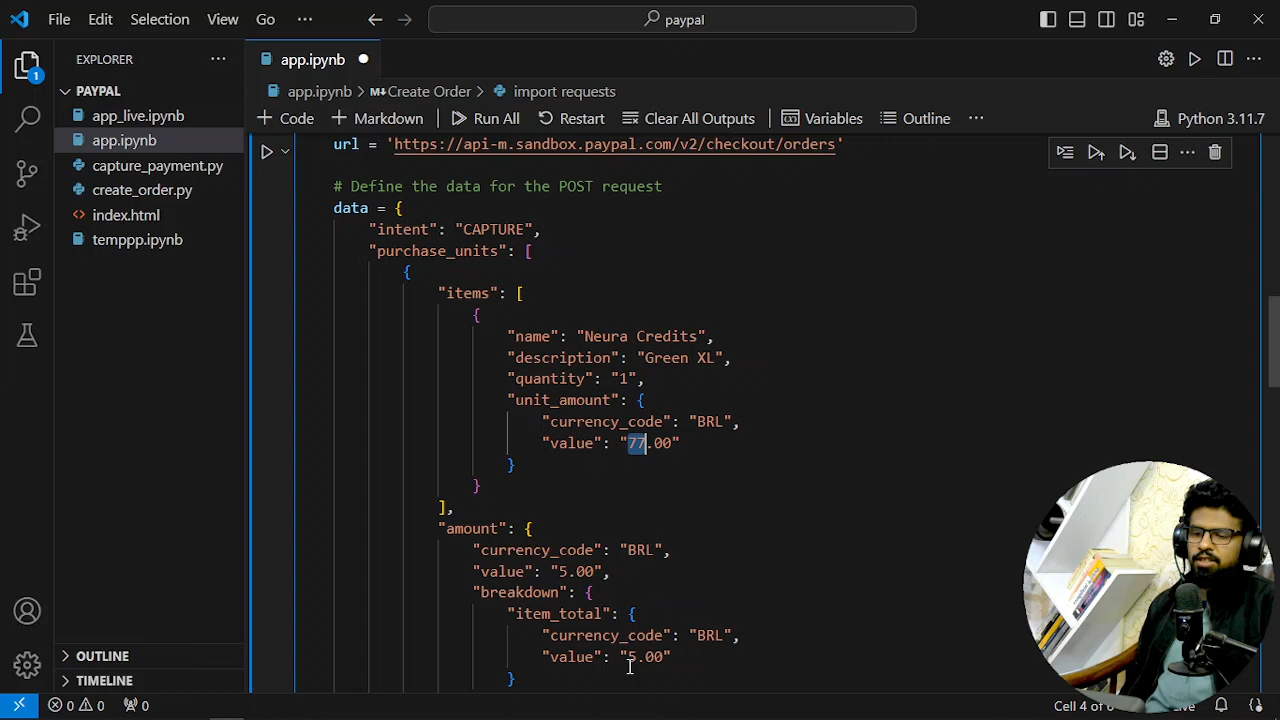 File Edit Selection View Go ··· paypal
EXPLORER ···
PAYPAL
app_live.ipynb
app.ipynb
capture_payment.py
create_order.py
index.html
temppp.ipynb
OUTLINE
TIMELINE
1
app.ipynb
app.ipynb > Create Order > import requests
+ Code + Markdown Run All Restart Clear All Outputs Variables Outline ··· Python 3.11.7
url = 'https://api-m.sandbox.paypal.com/v2/checkout/orders'
# Define the data for the POST request
data = {
"intent": "CAPTURE",
"purchase_units": [
{
"items": [
{
"name": "Neura Credits",
"description": "Green XL",
"quantity": "1",
"unit_amount": {
"currency_code": "BRL",
"value": "77.00"
}
}
],
"amount": {
"currency_code": "BRL",
"value": "5.00",
"breakdown": {
"item_total": {
"currency_code": "BRL",
"value": "5.00"
}
0 0 0 Cell 4 of